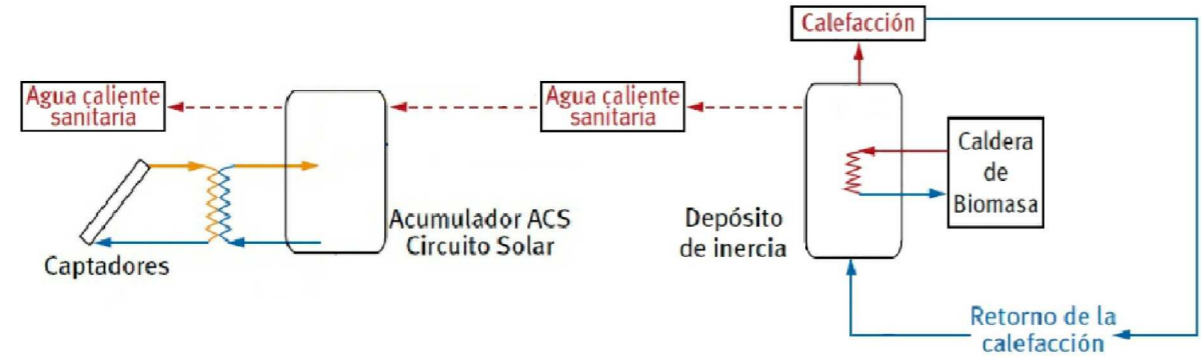 Calefacción
Agua caliente
sanitaria
Agua caliente
sanitaria
Caldera
de
Biomasa
Acumulador ACS
Circuito Solar
Depósito
de inercia
Captadores
Retorno de la
calefacción